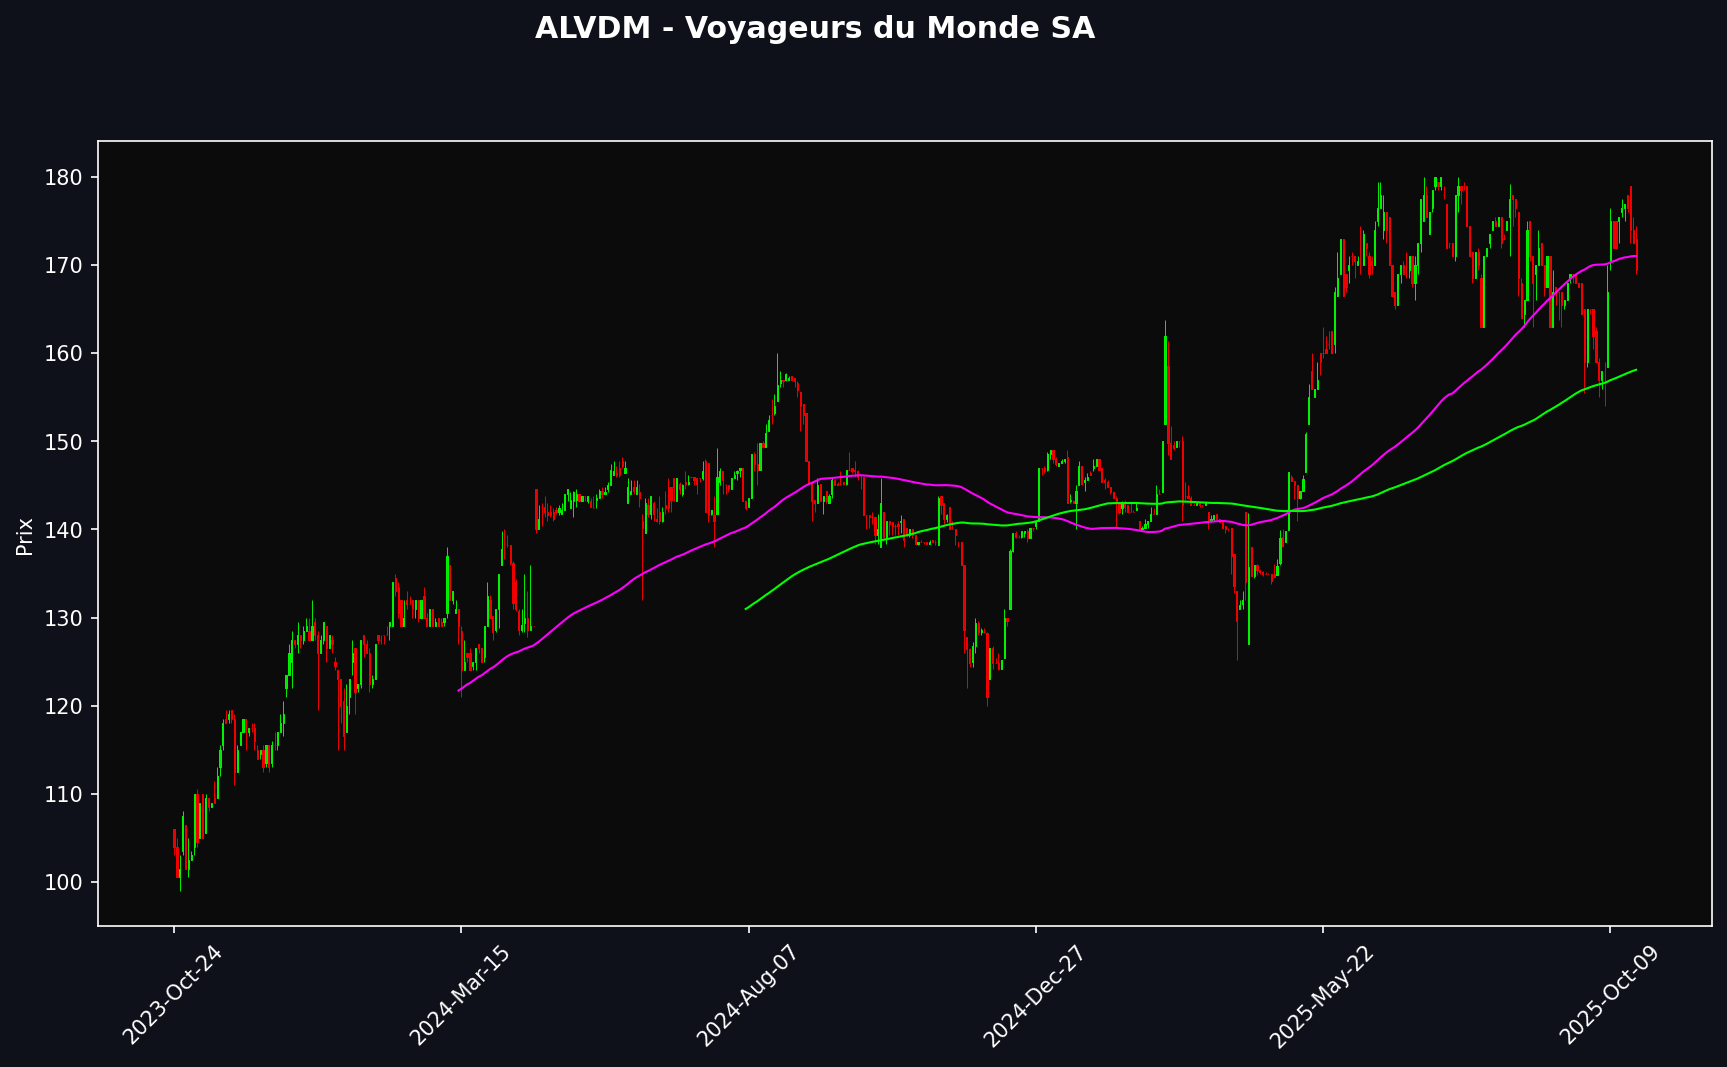 ALVDM - Voyageurs du Monde SA
Prix
180
170
160
150
140
130
120
110
100
2023-Oct-24
2024-Mar-15
2024-Aug-07
2024-Dec-27
2025-May-22
2025-Oct-09